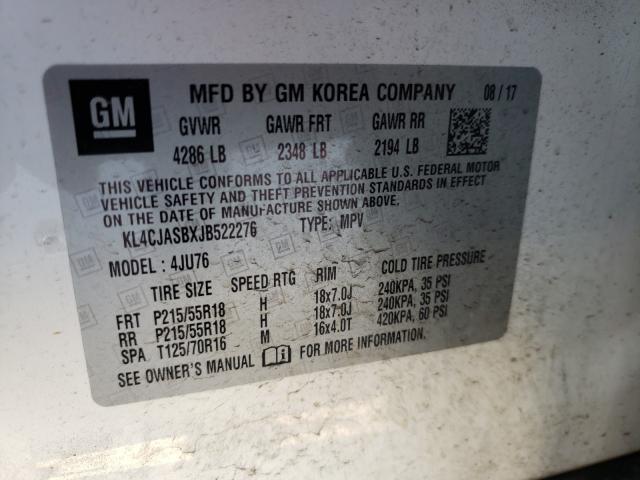 GM
MFD BY GM KOREA COMPANY 08 / 17
GVWR GAWR FRT GAWR RR
4286 LB 2348 LB 2194 LB
THIS VEHICLE CONFORMS TO ALL APPLICABLE U.S. FEDERAL MOTOR
VEHICLE SAFETY AND THEFT PREVENTION STANDARDS IN EFFECT
ON THE DATE OF MANUFACTURE SHOWN ABOVE.
KL4CJASBXJB522276 TYPE: MPV
MODEL : 4JU76
TIRE SIZE SPEED RTG RIM COLD TIRE PRESSURE
FRT P215/55R18 H 18x7.0J 240KPA, 35 PSI
RR P215/55R18 H 18x7.0J 240KPA, 35 PSI
SPA T125/70R16 M 16x4.0T 420KPA, 60 PSI
SEE OWNER'S MANUAL FOR MORE INFORMATION.